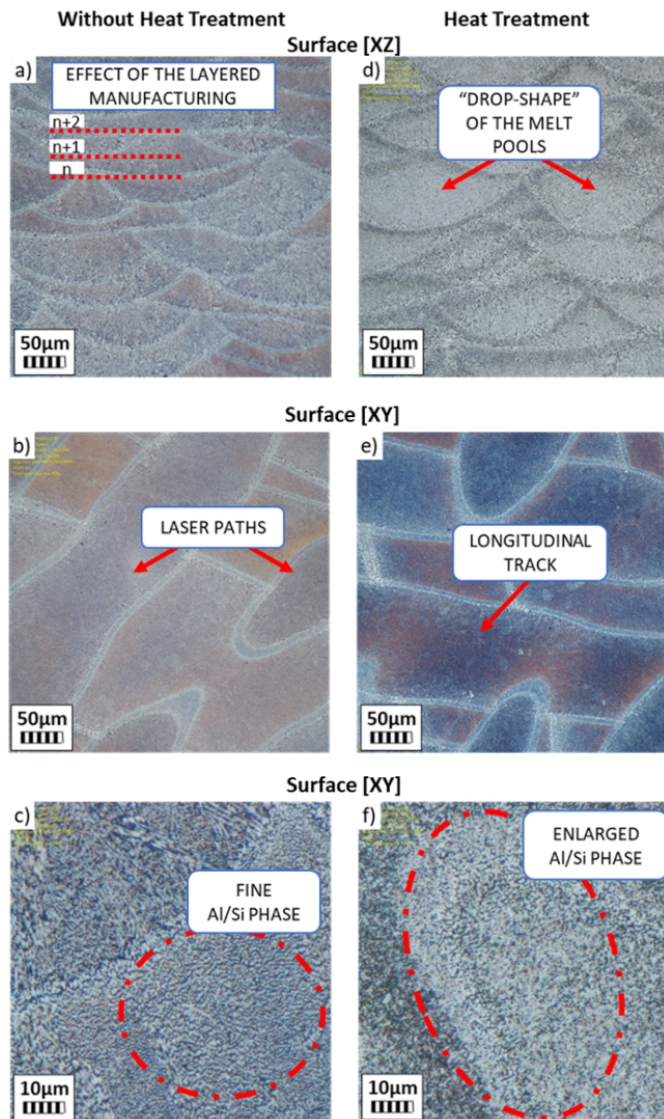 Without Heat Treatment
Heat Treatment
Surface [XZ]
a)
EFFECT OF THE LAYERED
MANUFACTURING
n+2
n+1
n
50µm
d)
"DROP-SHAPE"
OF THE MELT
POOLS
50µm
Surface [XY]
b)
LASER PATHS
50µm
e)
LONGITUDINAL
TRACK
50µm
Surface [XY]
c)
FINE
Al/Si PHASE
10µm
f)
ENLARGED
Al/Si PHASE
10µm